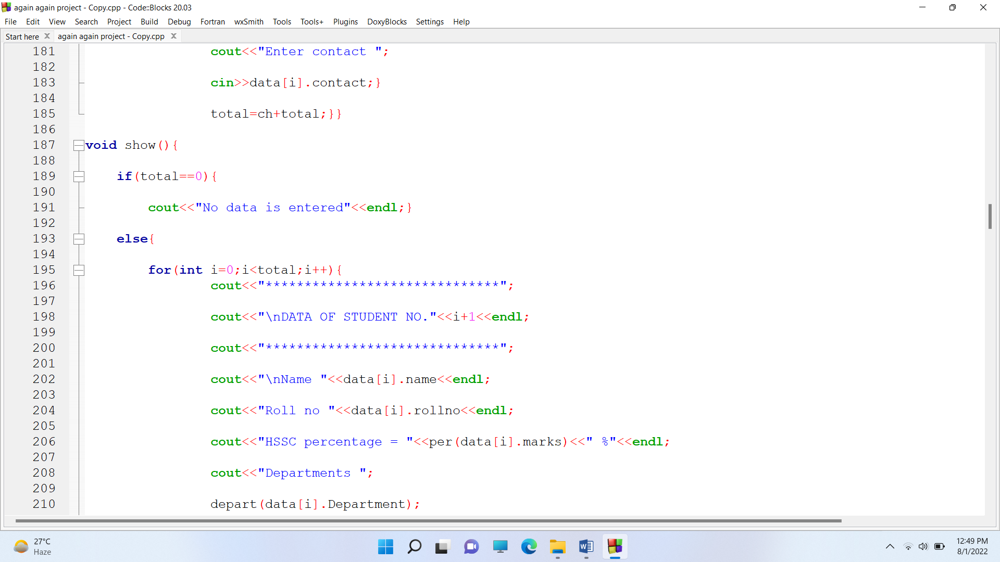 again again project - Copy.cpp - Code::Blocks 20.03
File Edit View Search Project Build Debug Fortran wxSmith Tools Tools+ Plugins DoxyBlocks Settings Help
Start here again again project - Copy.cpp
181 cout<<"Enter contact ";
182
183 cin>>data[i].contact;}
184
185 total=ch+total;}}
186
187 void show(){
188
189 if(total==0){
190
191 cout<<"No data is entered"<<endl;}
192
193 else{
194
195 for(int i=0;i<total;i++){
196 cout<<"******************************";
197
198 cout<<"\nDATA OF STUDENT NO."<<i+1<<endl;
199
200 cout<<"******************************";
201
202 cout<<"\nName "<<data[i].name<<endl;
203
204 cout<<"Roll no "<<data[i].rollno<<endl;
205
206 cout<<"HSSC percentage = "<<per(data[i].marks)<<" %"<<endl;
207
208 cout<<"Departments ";
209
210 depart(data[i].Department);
27°C
Haze
12:49 PM
8/1/2022